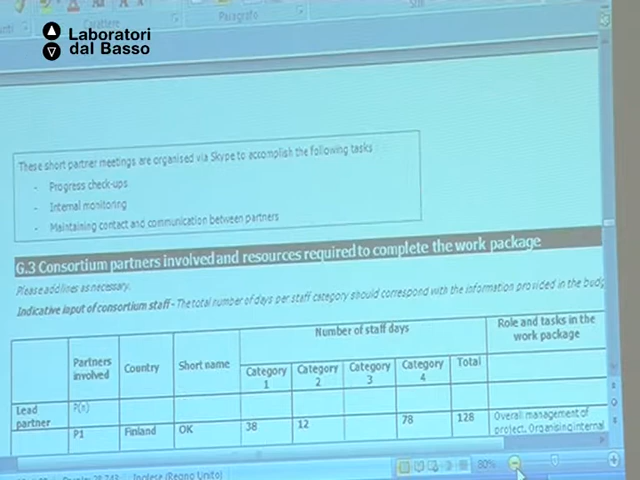 Carattere
Paragrafo
Laboratori
dal Basso
These short partner meetings are organised via Skype to accomplish the following tasks
- Progress check-ups
- Internal monitoring
- Maintaining contact and communication between partners
G.3 Consortium partners involved and resources required to complete the work package
Please add lines as necessary.
Indicative input of consortium staff - The total number of days per staff category should correspond with the information provided in the budg
Number of staff days
Role and tasks in the
work package
Partners
involved
Country
Short name
Category
1
Category
2
Category
3
Category
4
Total
Lead
partner
P(n)
P1
Finland
OK
38
12
78
128
Overall management of
project. Organising internal
Inglese (Regno Unito)
80%